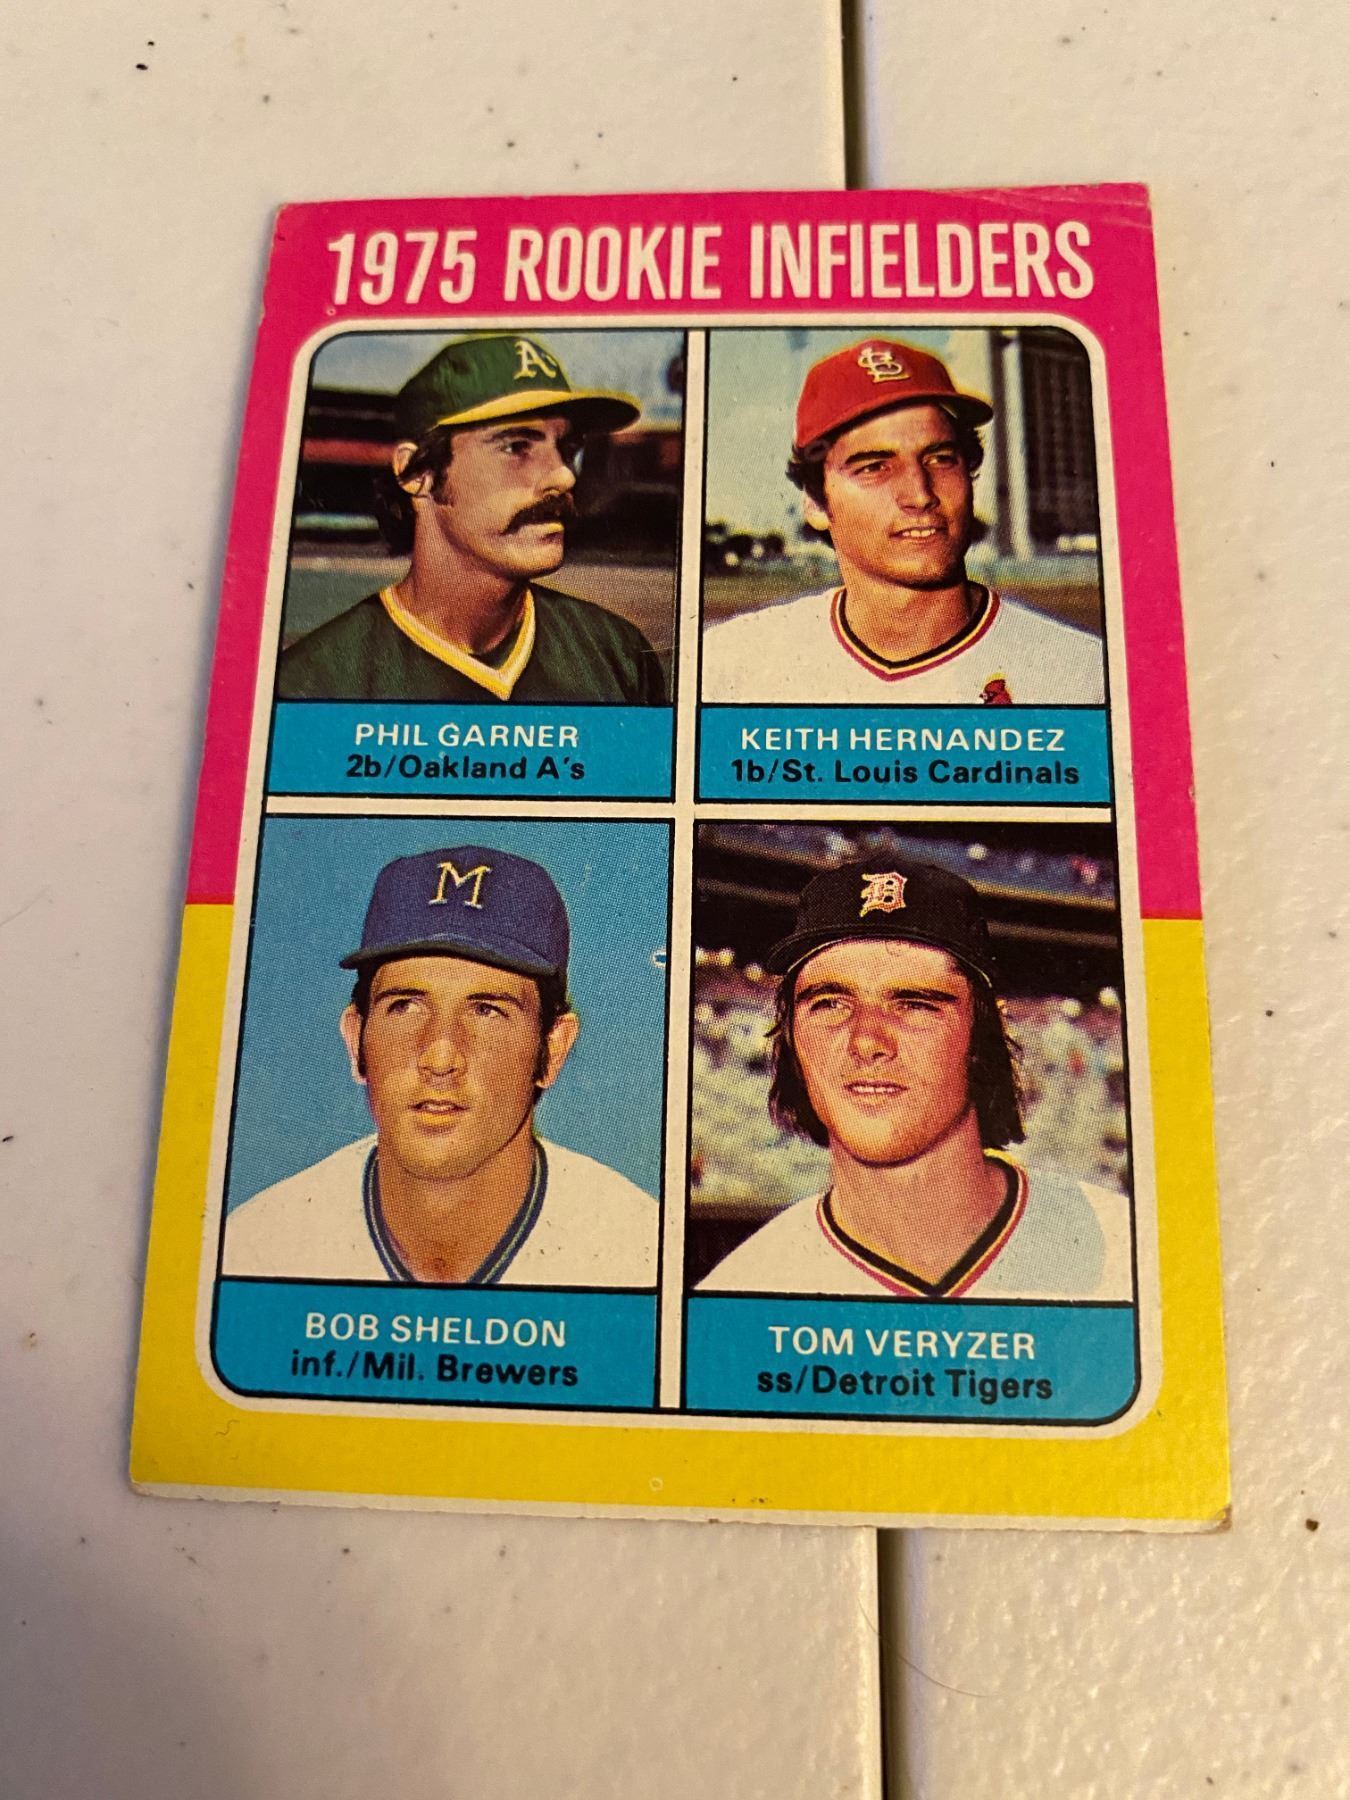 1975 ROOKIE INFIELDERS
A's
StL
PHIL GARNER
2b/Oakland A's
KEITH HERNANDEZ
1b/St. Louis Cardinals
M
D
BOB SHELDON
inf./Mil. Brewers
TOM VERYZER
ss/Detroit Tigers